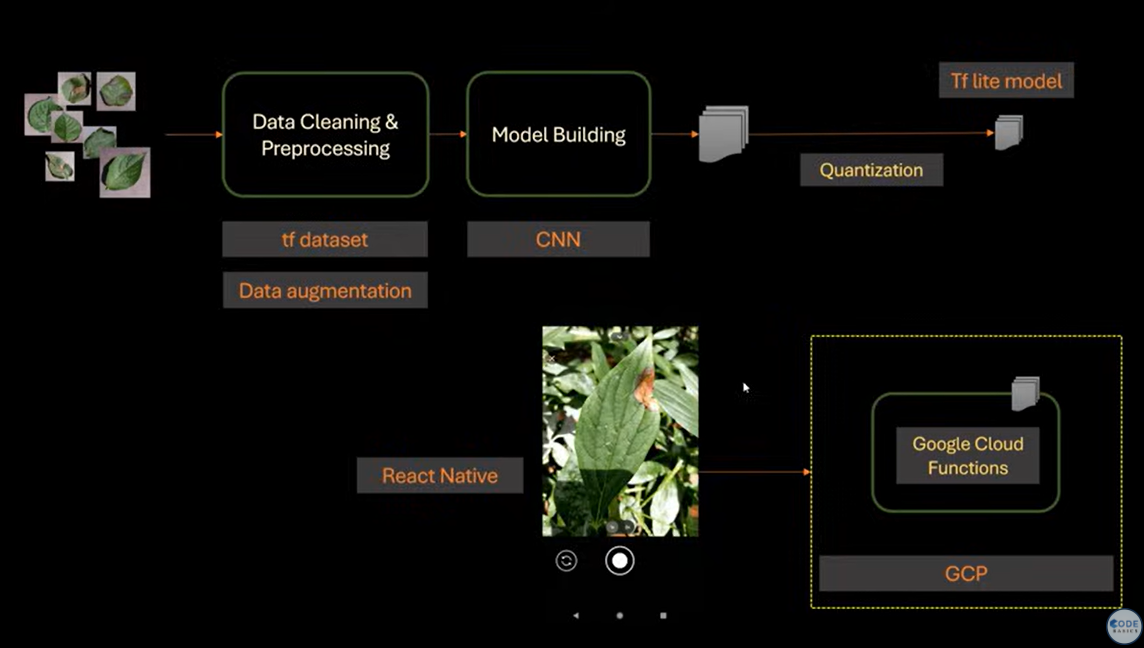 Tf lite model
Data Cleaning &
Preprocessing
Model Building
Quantization
tf dataset
CNN
Data augmentation
React Native
Google Cloud
Functions
GCP
CODE
BASICS